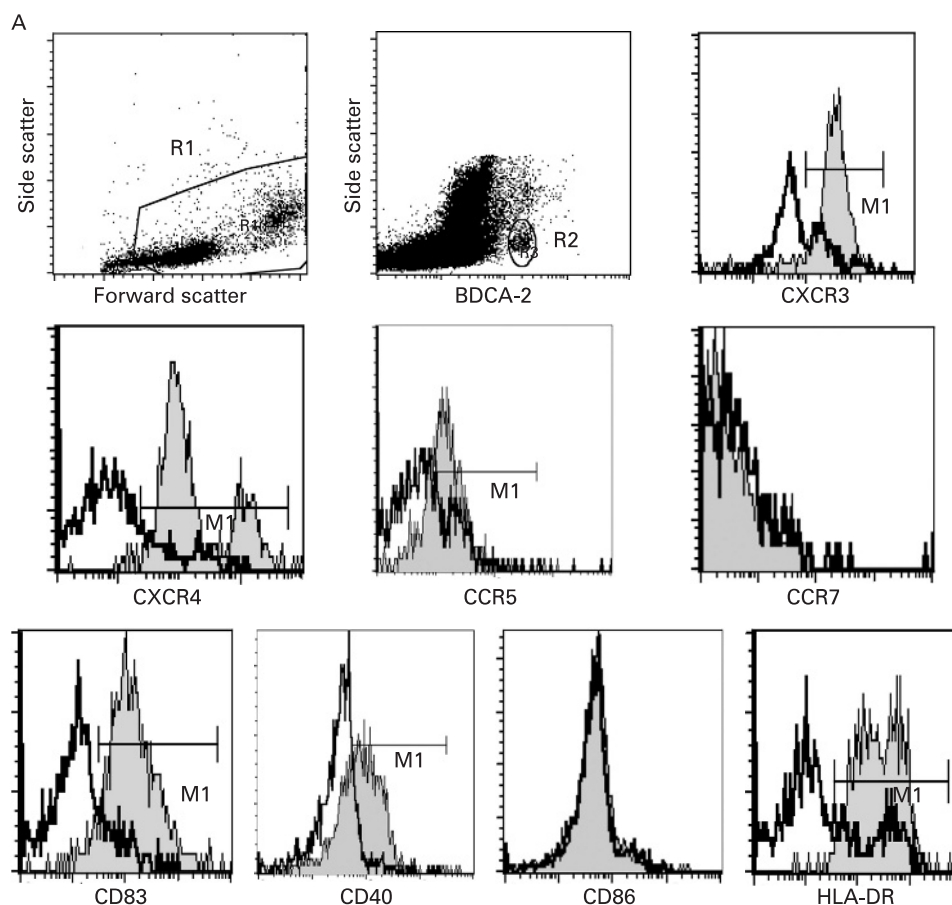 A
Side scatter
R1
R1
Forward scatter
Side scatter
R2
R3
BDCA-2
M1
CXCR3
M1
CXCR4
M1
CCR5
CCR7
M1
CD83
M1
CD40
CD86
M1
HLA-DR